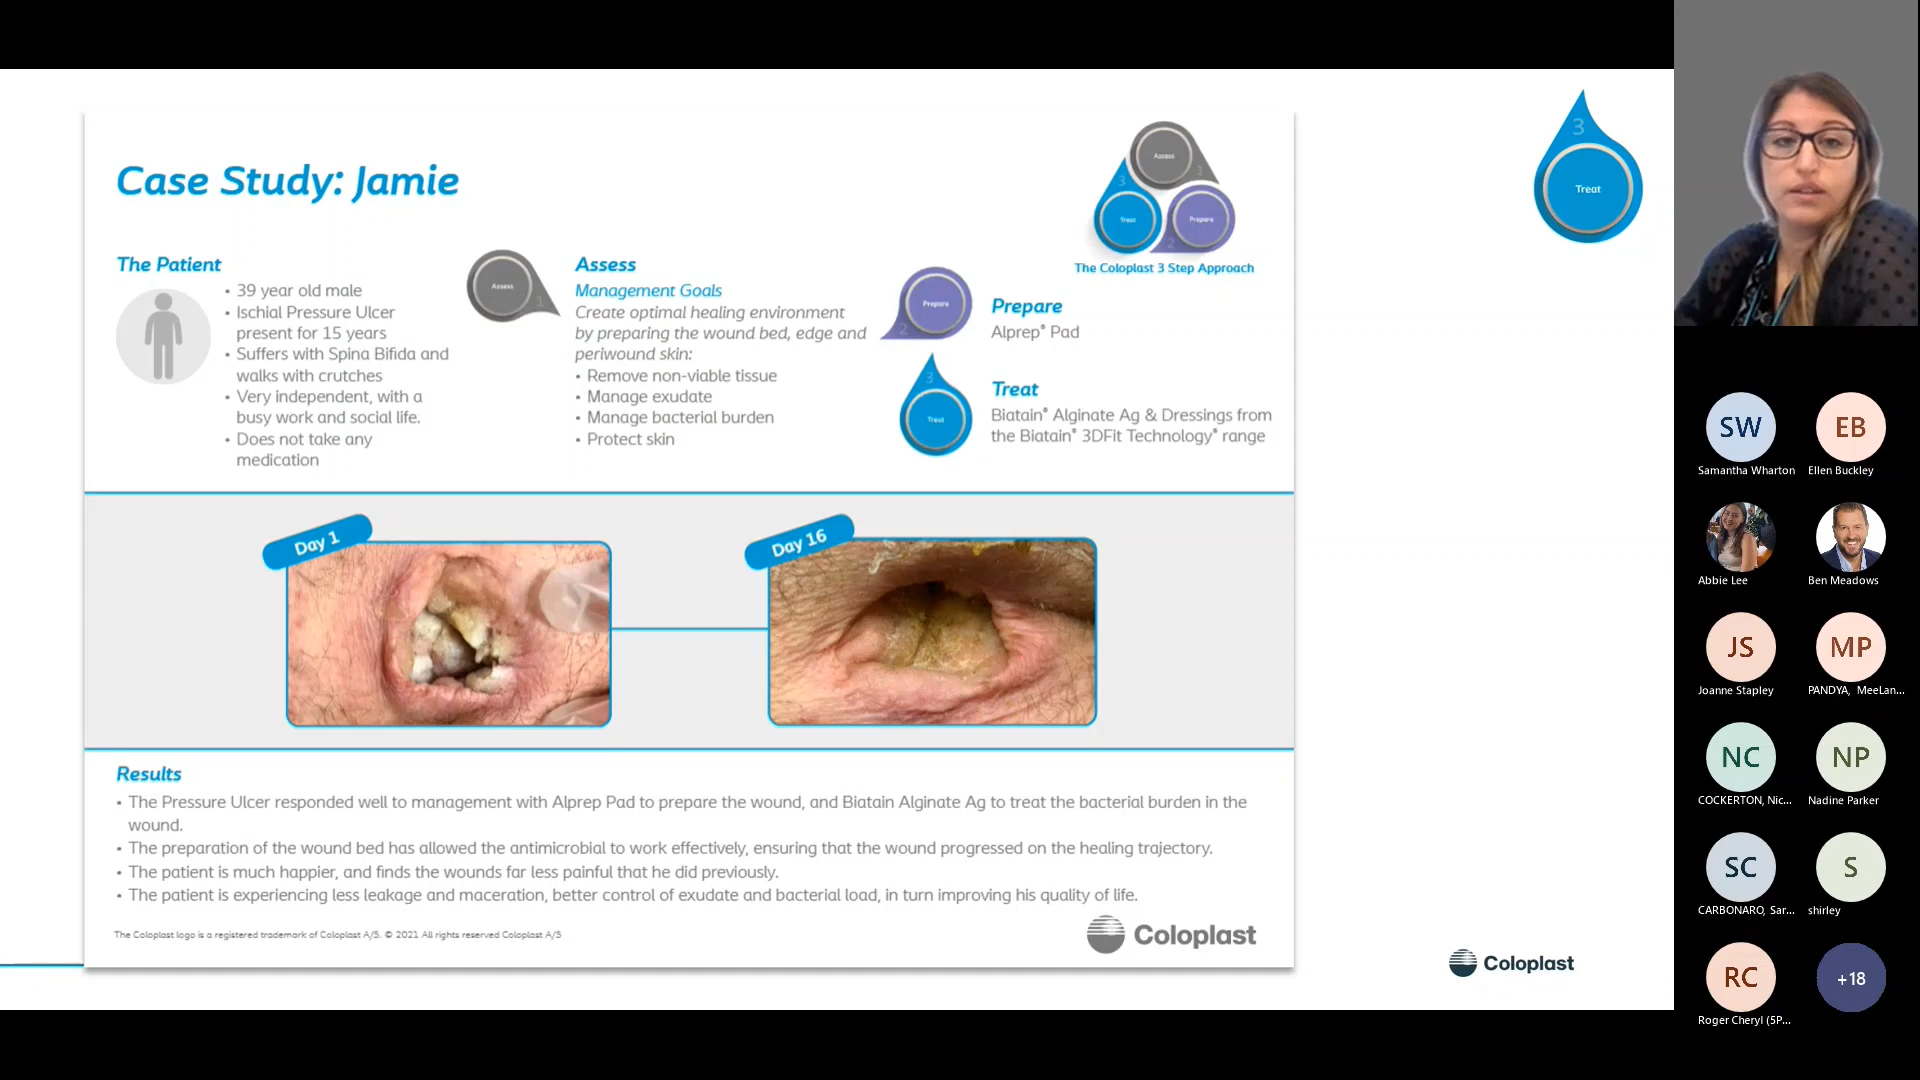 Case Study: Jamie
The Patient
• 39 year old male
• Ischial Pressure Ulcer
present for 15 years
• Suffers with Spina Bifida and
walks with crutches
• Very independent, with a
busy work and social life.
• Does not take any
medication
Assess
1
Assess
Management Goals
Create optimal healing environment
by preparing the wound bed, edge and
periwound skin:
• Remove non-viable tissue
• Manage exudate
• Manage bacterial burden
• Protect skin
Assess
1
3
Treat
Prepare
2
The Coloplast 3 Step Approach
Prepare
2
Prepare
Alprep® Pad
3
Treat
Treat
Biatain® Alginate Ag & Dressings from
the Biatain® 3DFit Technology® range
Day 1
Day 16
Results
• The Pressure Ulcer responded well to management with Alprep Pad to prepare the wound, and Biatain Alginate Ag to treat the bacterial burden in the
wound.
• The preparation of the wound bed has allowed the antimicrobial to work effectively, ensuring that the wound progressed on the healing trajectory.
• The patient is much happier, and finds the wounds far less painful that he did previously.
• The patient is experiencing less leakage and maceration, better control of exudate and bacterial load, in turn improving his quality of life.
The Coloplast logo is a registered trademark of Coloplast A/S. © 2021 All rights reserved Coloplast A/S
Coloplast
3
Treat
Coloplast
SW
Samantha Wharton
EB
Ellen Buckley
Abbie Lee
Ben Meadows
JS
Joanne Stapley
MP
PANDYA, MeeLan...
NC
COCKERTON, Nic...
NP
Nadine Parker
SC
CARBONARO, Sar...
S
shirley
RC
Roger Cheryl (5P...
+18